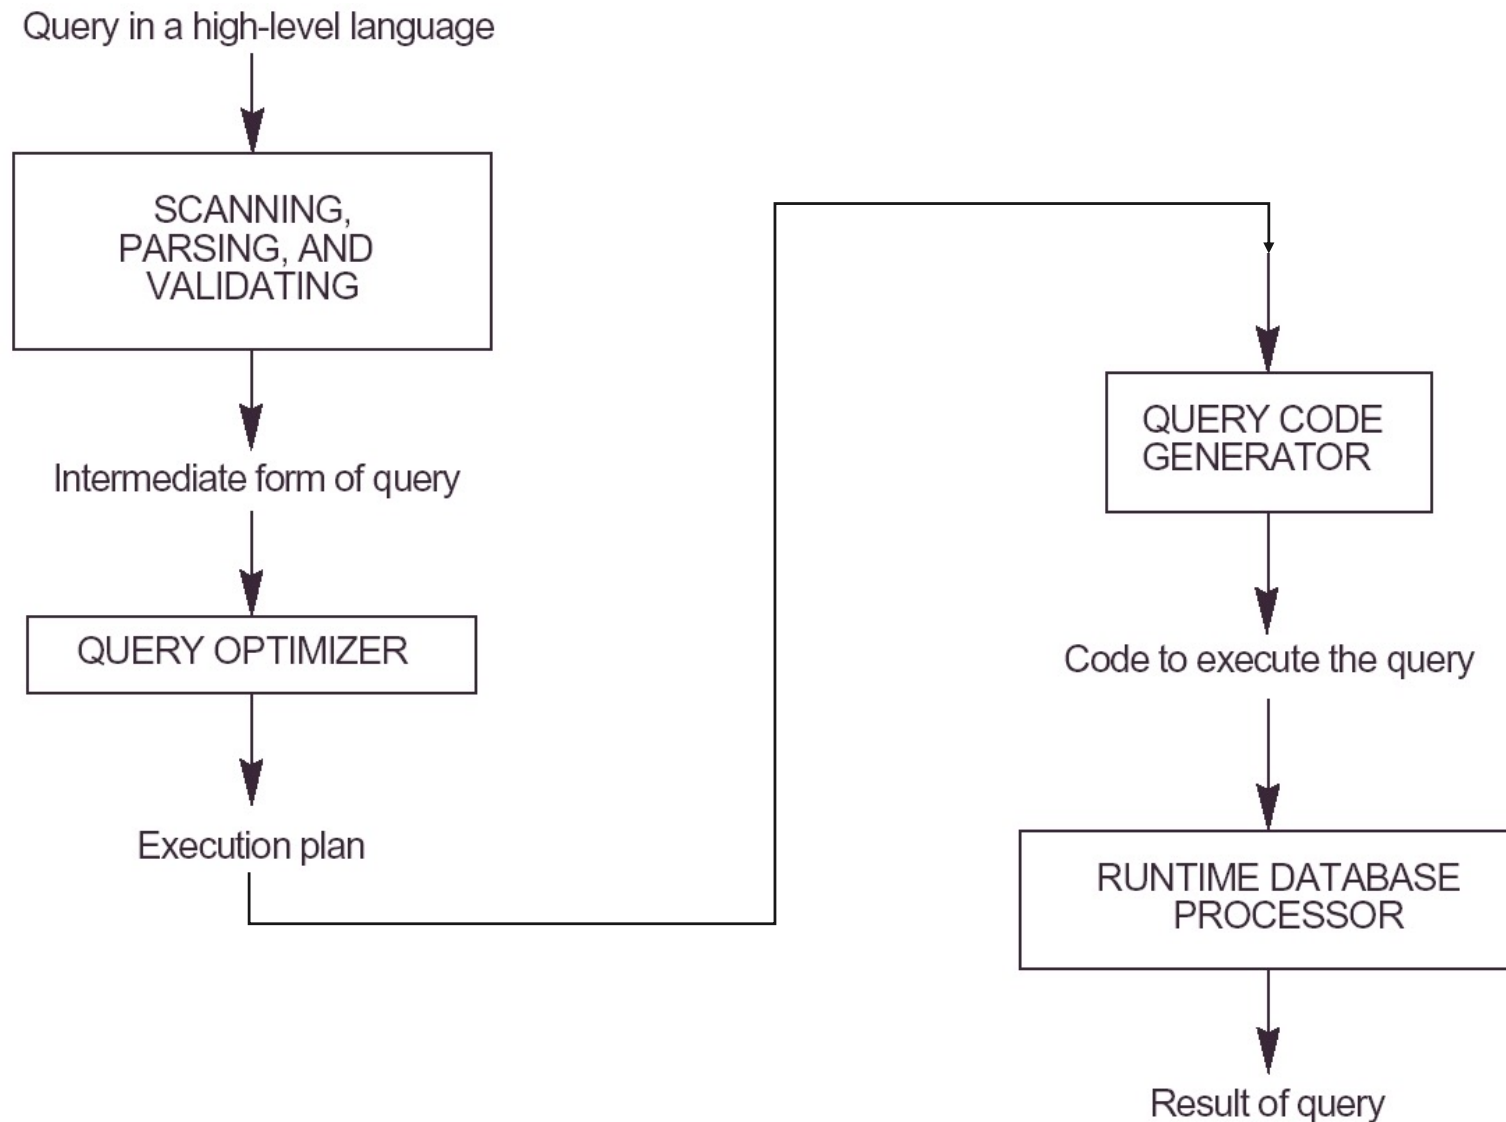 Query in a high-level language
SCANNING,
PARSING, AND
VALIDATING
Intermediate form of query
QUERY OPTIMIZER
Execution plan
QUERY CODE
GENERATOR
Code to execute the query
RUNTIME DATABASE
PROCESSOR
Result of query